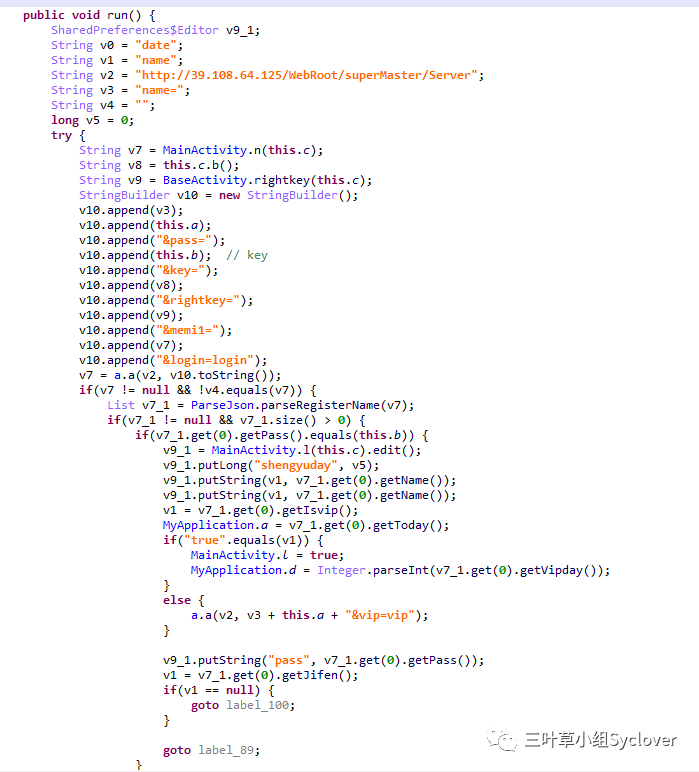 public void run() {
SharedPreferences$Editor v9_1;
String v0 = "date";
String v1 = "name";
String v2 = "http://39.108.64.125/WebRoot/superMaster/Server";
String v3 = "name=";
String v4 = "";
long v5 = 0;
try {
String v7 = MainActivity.n(this.c);
String v8 = this.c.b();
String v9 = BaseActivity.rightkey(this.c);
StringBuilder v10 = new StringBuilder();
v10.append(v3);
v10.append(this.a);
v10.append("&pass=");
v10.append(this.b);  // key
v10.append("&key=");
v10.append(v8);
v10.append("&rightkey=");
v10.append(v9);
v10.append("&memi1=");
v10.append(v7);
v10.append("&login=login");
v7 = a.a(v2, v10.toString());
if(v7 != null && !v4.equals(v7)) {
List v7_1 = ParseJson.parseRegisterName(v7);
if(v7_1 != null && v7_1.size() > 0) {
if(v7_1.get(0).getPass().equals(this.b)) {
v9_1 = MainActivity.l(this.c).edit();
v9_1.putLong("shengyuday", v5);
v9_1.putString(v1, v7_1.get(0).getName());
v9_1.putString(v1, v7_1.get(0).getName());
v1 = v7_1.get(0).getIsvip();
MyApplication.a = v7_1.get(0).getToday();
if("true".equals(v1)) {
MainActivity.l = true;
MyApplication.d = Integer.parseInt(v7_1.get(0).getVipday());
}
else {
a.a(v2, v3 + this.a + "&vip=vip");
}
v9_1.putString("pass", v7_1.get(0).getPass());
v1 = v7_1.get(0).getJifen();
if(v1 == null) {
goto label_100;
}
goto label_89;
}
三叶草小组Syclover